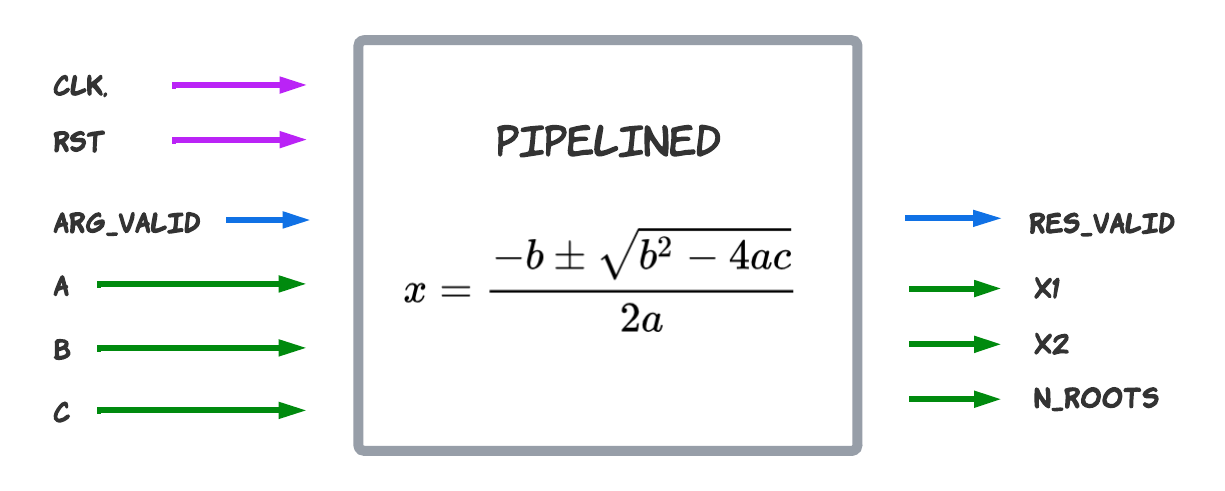 CLK.
RST
ARG_VALID
A
B
C
PIPELINED
x = \frac{-b \pm \sqrt{b^2 - 4ac}}{2a}
RES_VALID
X1
X2
N_ROOTS